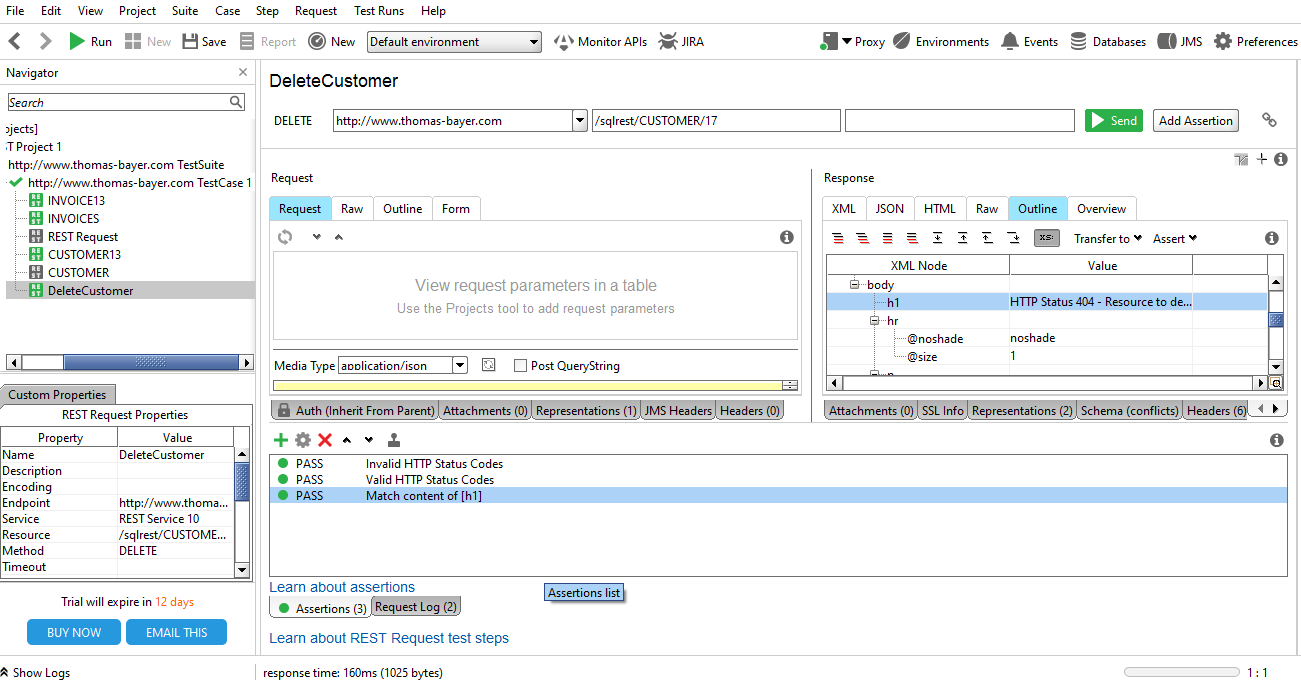 File Edit View Project Suite Case Step Request Test Runs Help
Run New Save Report New Default environment Monitor APIs JIRA Proxy Environments Events Databases JMS Preferences
Navigator
Search
ojects]
T Project 1
http://www.thomas-bayer.com TestSuite
http://www.thomas-bayer.com TestCase 1
REST INVOICE13
REST INVOICES
REST REST Request
REST CUSTOMER13
REST CUSTOMER
REST DeleteCustomer
Custom Properties
REST Request Properties
Property Value
Name DeleteCustomer
Description
Encoding
Endpoint http://www.thoma...
Service REST Service 10
Resource /sqlrest/CUSTOME...
Method DELETE
Timeout
Trial will expire in 12 days
BUY NOW EMAIL THIS
DeleteCustomer
DELETE http://www.thomas-bayer.com /sqlrest/CUSTOMER/17 Send Add Assertion
Request
Request Raw Outline Form
View request parameters in a table
Use the Projects tool to add request parameters
Media Type application/json Post QueryString
Auth (Inherit From Parent) Attachments (0) Representations (1) JMS Headers Headers (0)
Response
XML JSON HTML Raw Outline Overview
XS: Transfer to Assert
XML Node Value
body
h1 HTTP Status 404 - Resource to de...
hr
@noshade noshade
@size 1
Attachments (0) SSL Info Representations (2) Schema (conflicts) Headers (6)
PASS Invalid HTTP Status Codes
PASS Valid HTTP Status Codes
PASS Match content of [h1]
Learn about assertions
Assertions list
Assertions (3) Request Log (2)
Learn about REST Request test steps
Show Logs response time: 160ms (1025 bytes) 1 : 1